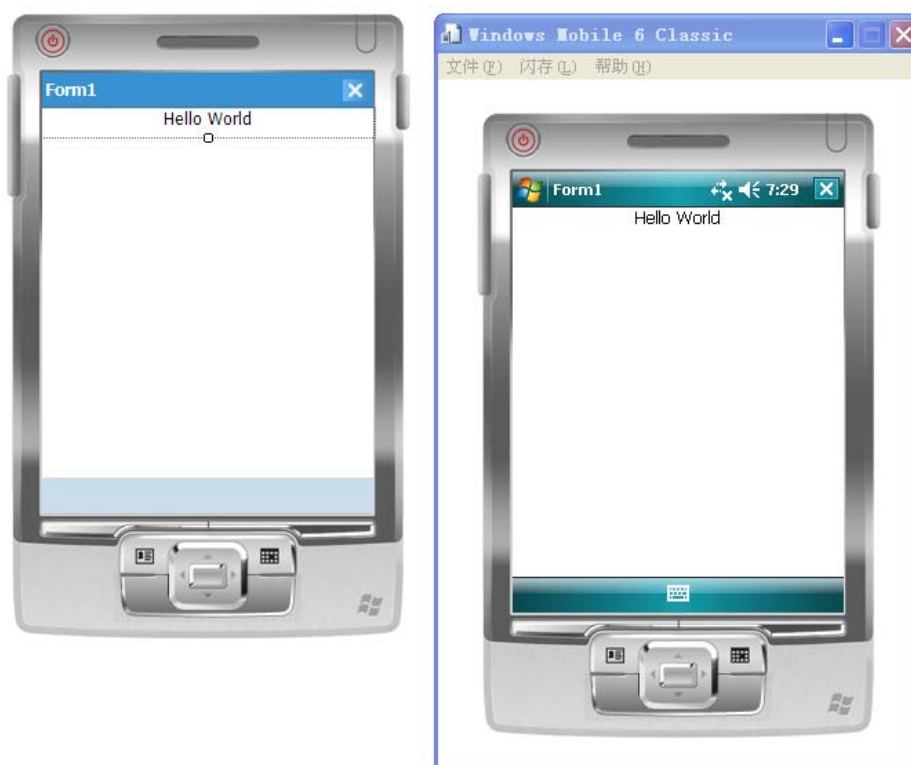 Form1
Hello World
Windows Mobile 6 Classic
文件(F) 闪存(L) 帮助(H)
Form1 7:29
Hello World